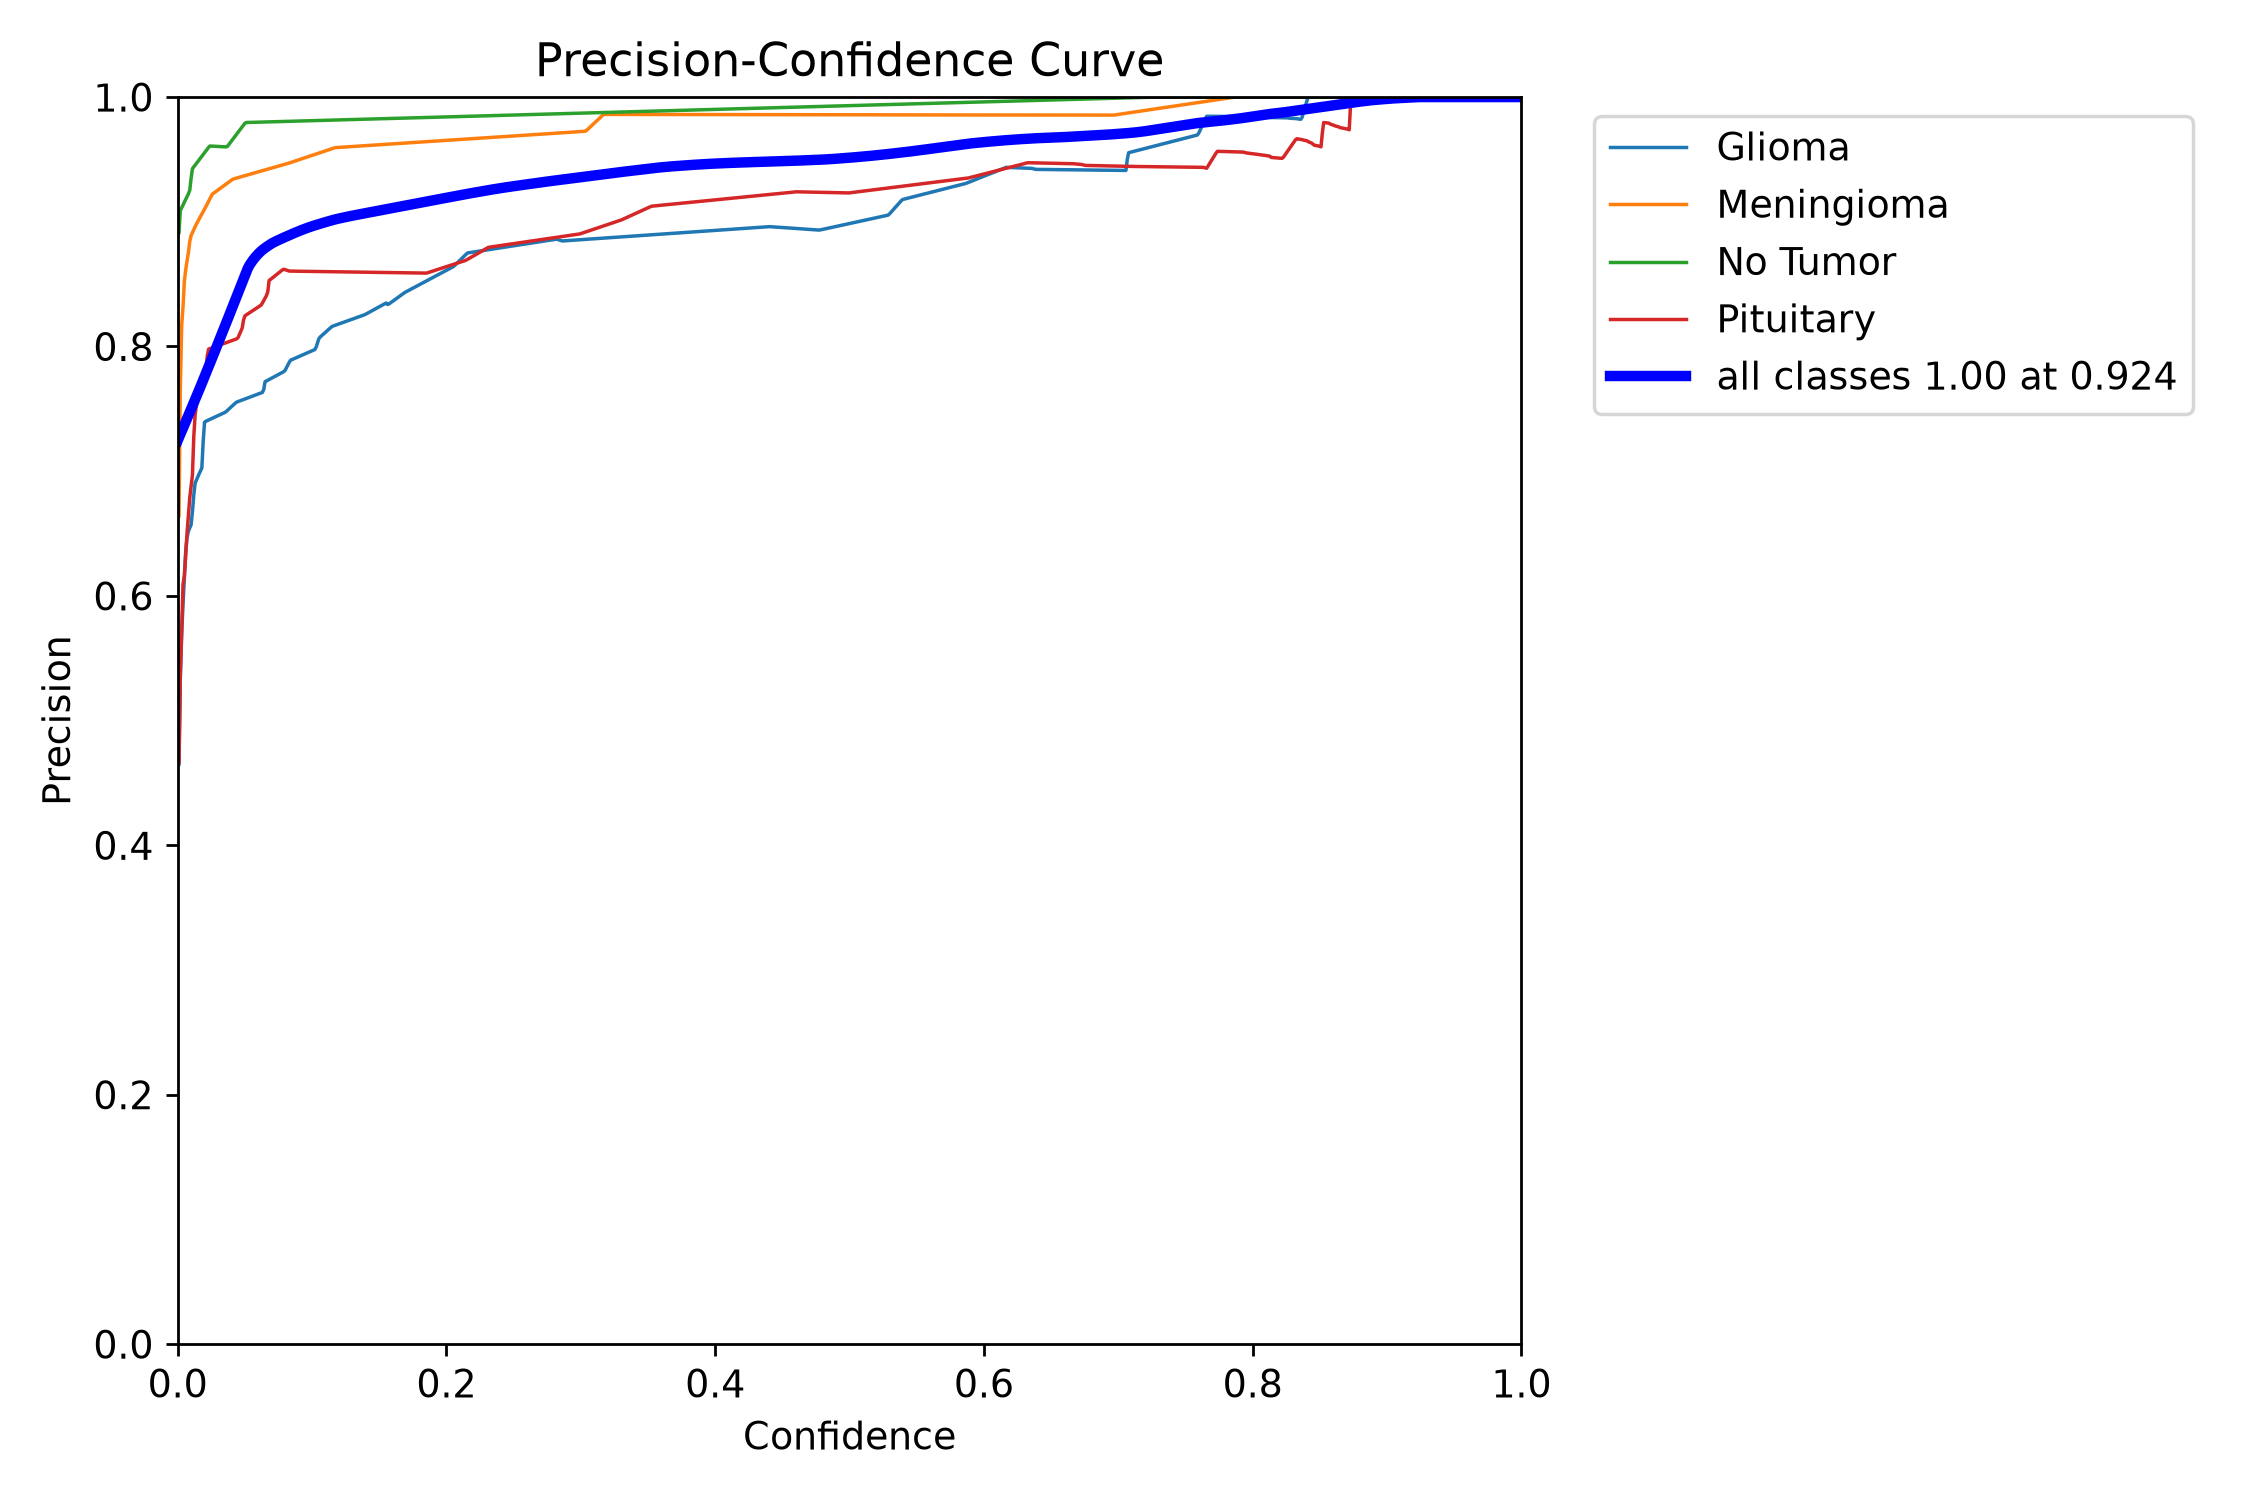 Precision-Confidence Curve
1.0
0.8
0.6
0.4
0.2
0.0
Precision
0.0 0.2 0.4 0.6 0.8 1.0
Confidence
Glioma
Meningioma
No Tumor
Pituitary
all classes 1.00 at 0.924